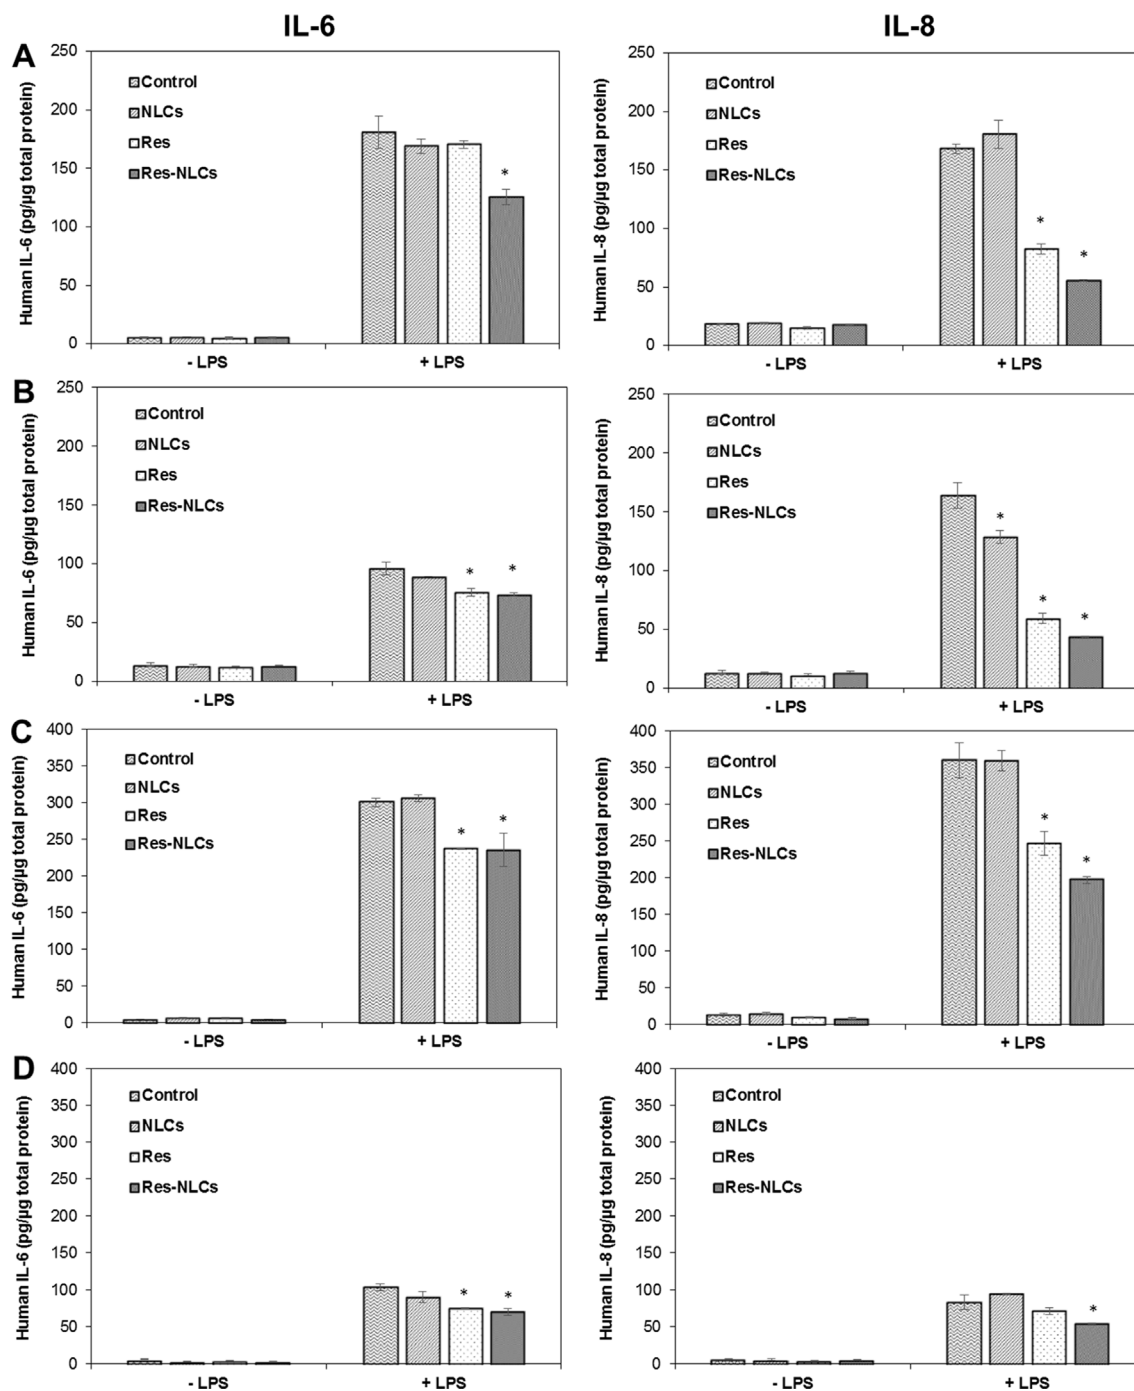 IL-6
IL-8
A
Human IL-6 (pg/µg total protein)
250
200
150
100
50
0
Control
NLCs
Res
Res-NLCs
*
- LPS
+ LPS
Human IL-8 (pg/µg total protein)
250
200
150
100
50
0
Control
NLCs
Res
Res-NLCs
*
*
- LPS
+ LPS
B
Human IL-6 (pg/µg total protein)
250
200
150
100
50
0
Control
NLCs
Res
Res-NLCs
*
*
- LPS
+ LPS
Human IL-8 (pg/µg total protein)
250
200
150
100
50
0
Control
NLCs
Res
Res-NLCs
*
*
*
- LPS
+ LPS
C
Human IL-6 (pg/µg total protein)
400
350
300
250
200
150
100
50
0
Control
NLCs
Res
Res-NLCs
*
*
- LPS
+ LPS
Human IL-8 (pg/µg total protein)
400
350
300
250
200
150
100
50
0
Control
NLCs
Res
Res-NLCs
*
*
- LPS
+ LPS
D
Human IL-6 (pg/µg total protein)
400
350
300
250
200
150
100
50
0
Control
NLCs
Res
Res-NLCs
*
*
- LPS
+ LPS
Human IL-8 (pg/µg total protein)
400
350
300
250
200
150
100
50
0
Control
NLCs
Res
Res-NLCs
*
- LPS
+ LPS